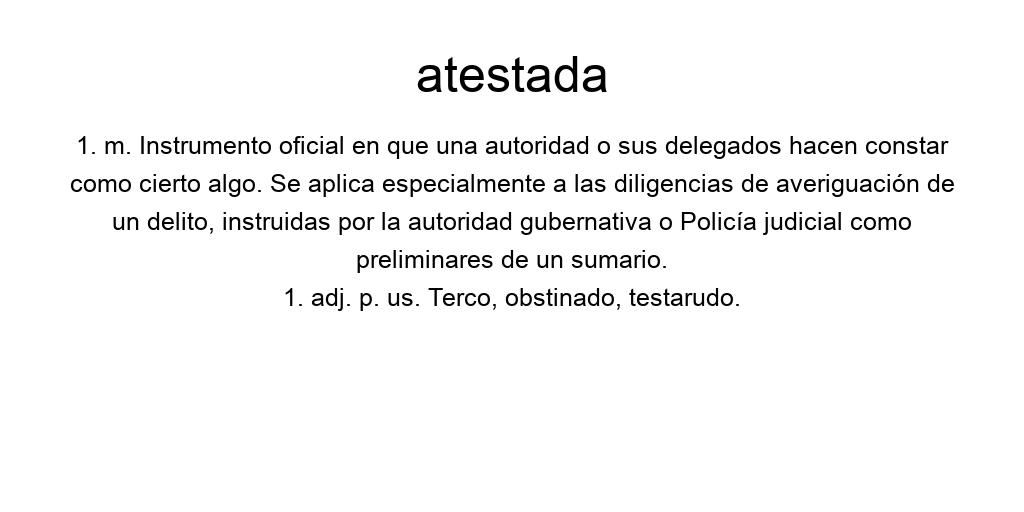 atestada
1. m. Instrumento oficial en que una autoridad o sus delegados hacen constar
como cierto algo. Se aplica especialmente a las diligencias de averiguación de
un delito, instruidas por la autoridad gubernativa o Policía judicial como
preliminares de un sumario.
1. adj. p. us. Terco, obstinado, testarudo.